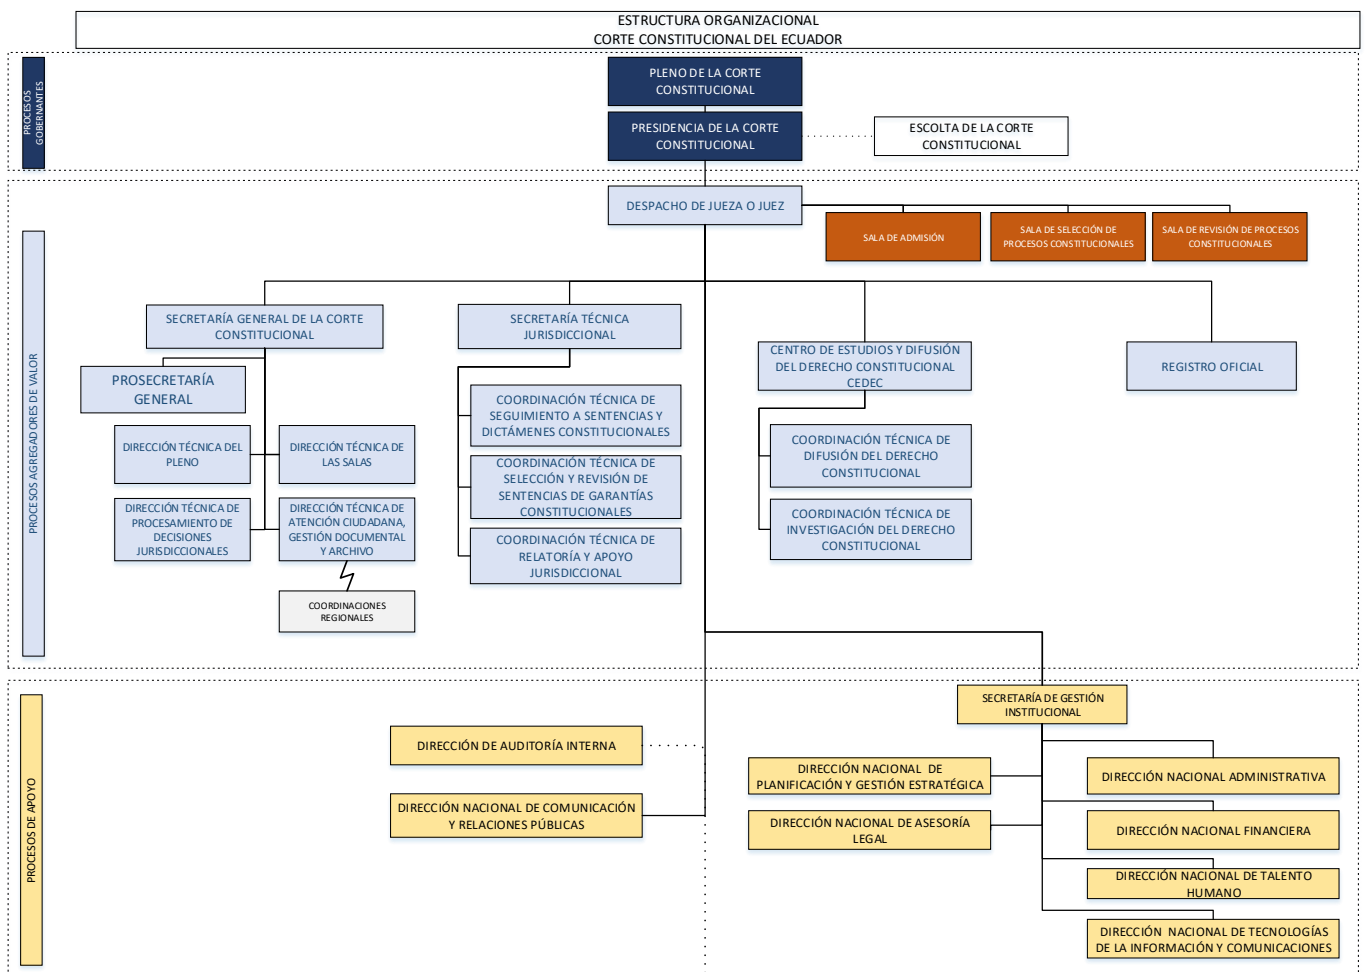 ESTRUCTURA ORGANIZACIONAL
CORTE CONSTITUCIONAL DEL ECUADOR
PROCESOS
GOBERNANTES
PLENO DE LA CORTE
CONSTITUCIONAL
PRESIDENCIA DE LA CORTE
CONSTITUCIONAL
ESCOLTA DE LA CORTE
CONSTITUCIONAL
PROCESOS AGREGADORES DE VALOR
DESPACHO DE JUEZA O JUEZ
SALA DE ADMISIÓN
SALA DE SELECCIÓN DE
PROCESOS CONSTITUCIONALES
SALA DE REVISIÓN DE PROCESOS
CONSTITUCIONALES
SECRETARÍA GENERAL DE LA CORTE
CONSTITUCIONAL
PROSECRETARÍA
GENERAL
DIRECCIÓN TÉCNICA DEL
PLENO
DIRECCIÓN TÉCNICA DE
LAS SALAS
DIRECCIÓN TÉCNICA DE
PROCESAMIENTO DE
DECISIONES
JURISDICCIONALES
DIRECCIÓN TÉCNICA DE
ATENCIÓN CIUDADANA,
GESTIÓN DOCUMENTAL
Y ARCHIVO
COORDINACIONES
REGIONALES
SECRETARÍA TÉCNICA
JURISDICCIONAL
COORDINACIÓN TÉCNICA DE
SEGUIMIENTO A SENTENCIAS Y
DICTÁMENES CONSTITUCIONALES
COORDINACIÓN TÉCNICA DE
SELECCIÓN Y REVISIÓN DE
SENTENCIAS DE GARANTÍAS
CONSTITUCIONALES
COORDINACIÓN TÉCNICA DE
RELATORÍA Y APOYO
JURISDICCIONAL
CENTRO DE ESTUDIOS Y DIFUSIÓN
DEL DERECHO CONSTITUCIONAL
CEDEC
COORDINACIÓN TÉCNICA DE
DIFUSIÓN DEL DERECHO
CONSTITUCIONAL
COORDINACIÓN TÉCNICA DE
INVESTIGACIÓN DEL DERECHO
CONSTITUCIONAL
REGISTRO OFICIAL
PROCESOS DE APOYO
DIRECCIÓN DE AUDITORÍA INTERNA
DIRECCIÓN NACIONAL DE COMUNICACIÓN
Y RELACIONES PÚBLICAS
SECRETARÍA DE GESTIÓN
INSTITUCIONAL
DIRECCIÓN NACIONAL DE
PLANIFICACIÓN Y GESTIÓN ESTRATÉGICA
DIRECCIÓN NACIONAL DE ASESORÍA
LEGAL
DIRECCIÓN NACIONAL ADMINISTRATIVA
DIRECCIÓN NACIONAL FINANCIERA
DIRECCIÓN NACIONAL DE TALENTO
HUMANO
DIRECCIÓN NACIONAL DE TECNOLOGÍAS
DE LA INFORMACIÓN Y COMUNICACIONES